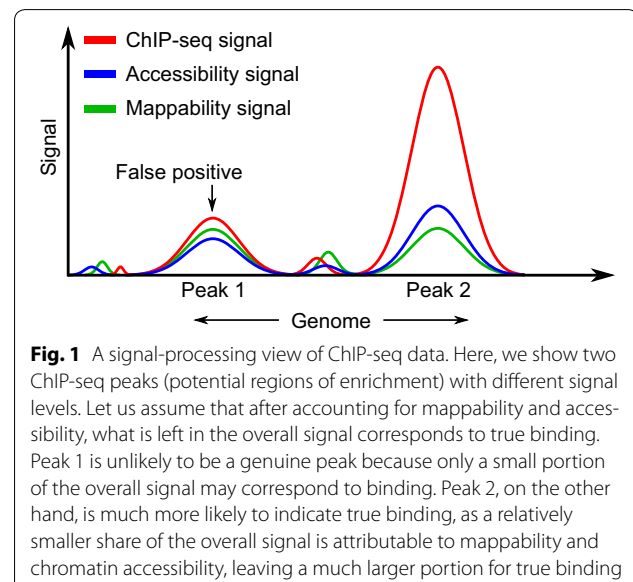 ChIP-seq signal
Accessibility signal
Mappability signal
Signal
False positive
Peak 1
Peak 2
Genome
Fig. 1 A signal-processing view of ChIP-seq data. Here, we show two
ChIP-seq peaks (potential regions of enrichment) with different signal
levels. Let us assume that after accounting for mappability and acces-
sibility, what is left in the overall signal corresponds to true binding.
Peak 1 is unlikely to be a genuine peak because only a small portion
of the overall signal may correspond to binding. Peak 2, on the other
hand, is much more likely to indicate true binding, as a relatively
smaller share of the overall signal is attributable to mappability and
chromatin accessibility, leaving a much larger portion for true binding